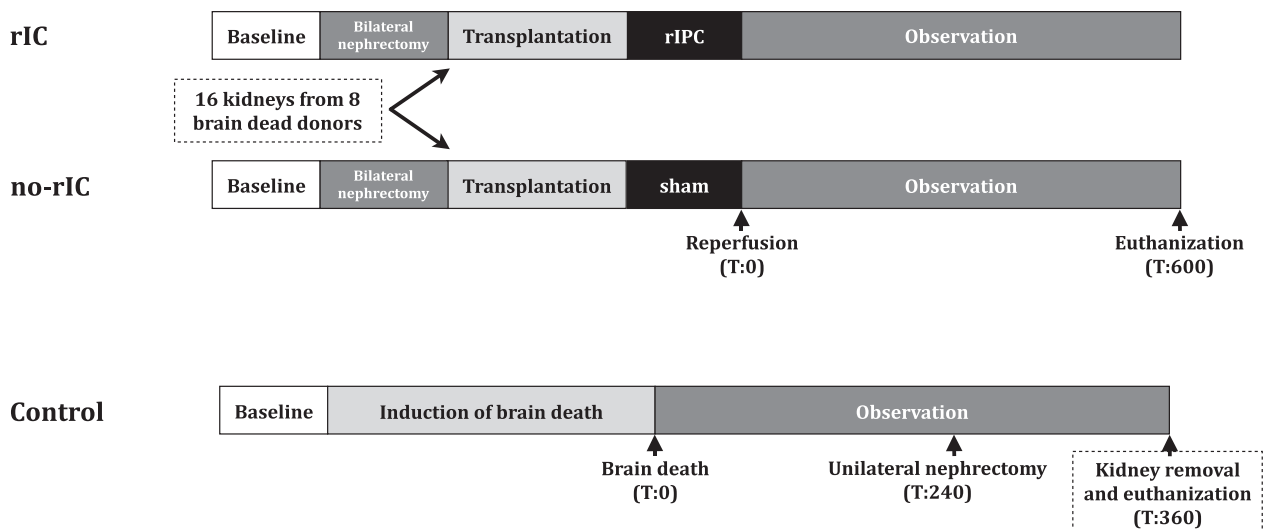 rIC
Baseline
Bilateral
nephrectomy
Transplantation
rIPC
Observation
16 kidneys from 8
brain dead donors
no-rIC
Baseline
Bilateral
nephrectomy
Transplantation
sham
Observation
Reperfusion
(T:0)
Euthanization
(T:600)
Control
Baseline
Induction of brain death
Observation
Brain death
(T:0)
Unilateral nephrectomy
(T:240)
Kidney removal
and euthanization
(T:360)